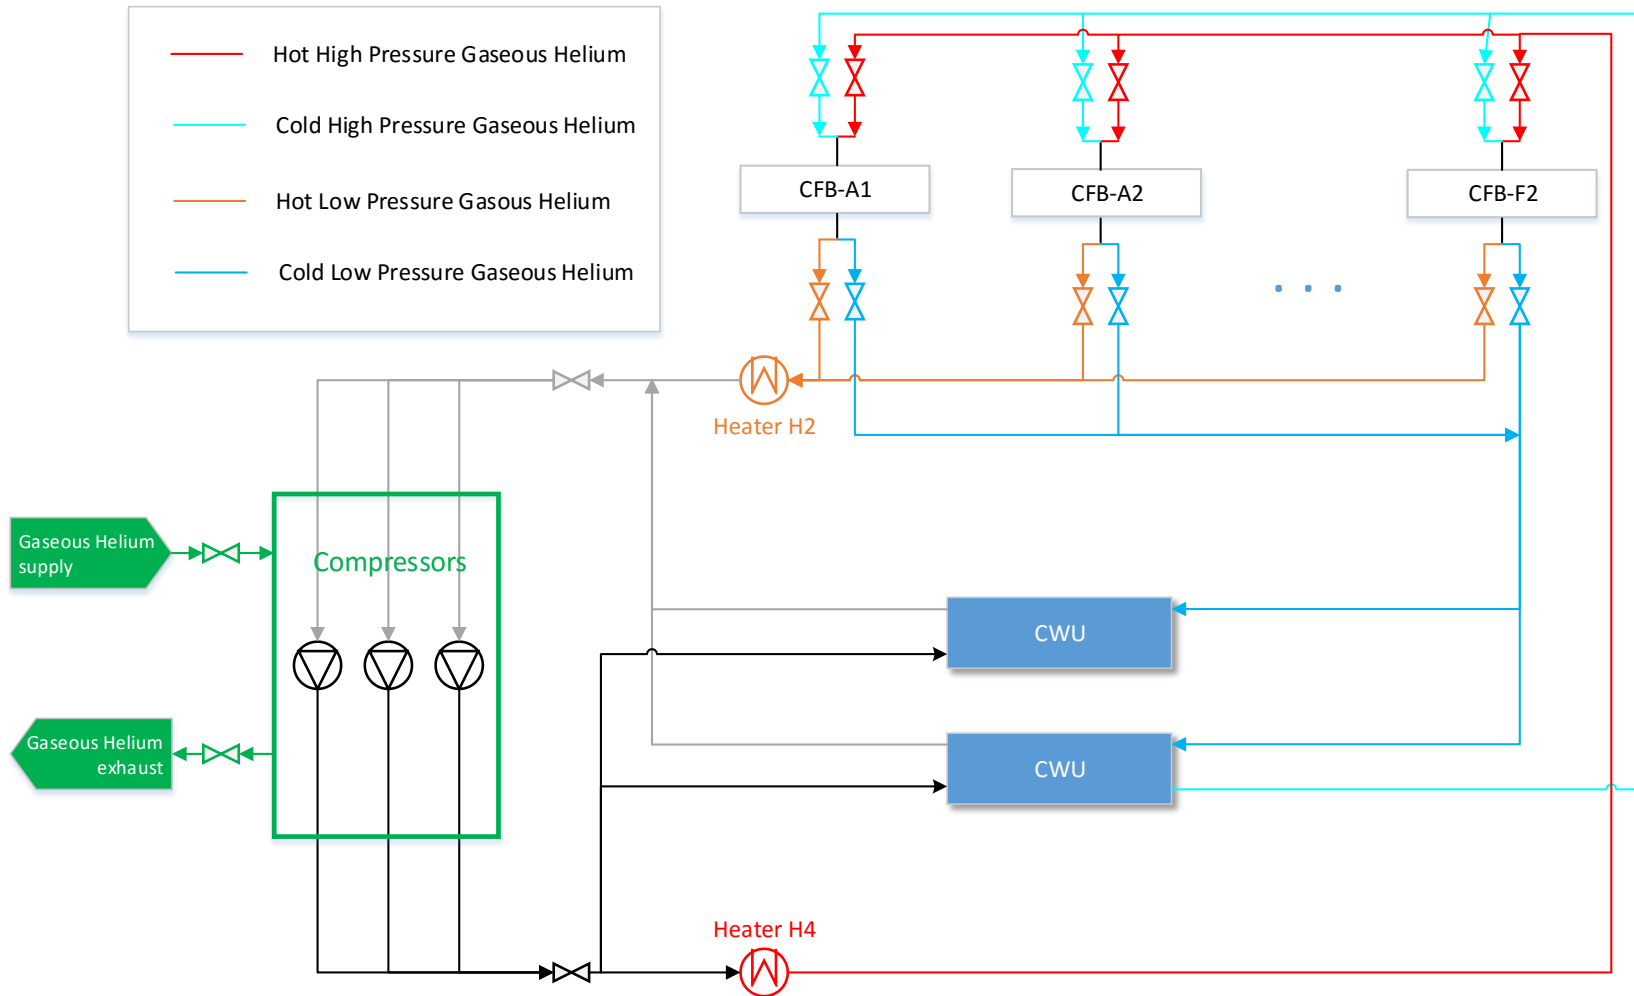 Hot High Pressure Gaseous Helium
Cold High Pressure Gaseous Helium
Hot Low Pressure Gasous Helium
Cold Low Pressure Gaseous Helium
CFB-A1
CFB-A2
CFB-F2
. . .
Heater H2
Gaseous Helium
supply
Compressors
CWU
Gaseous Helium
exhaust
CWU
Heater H4